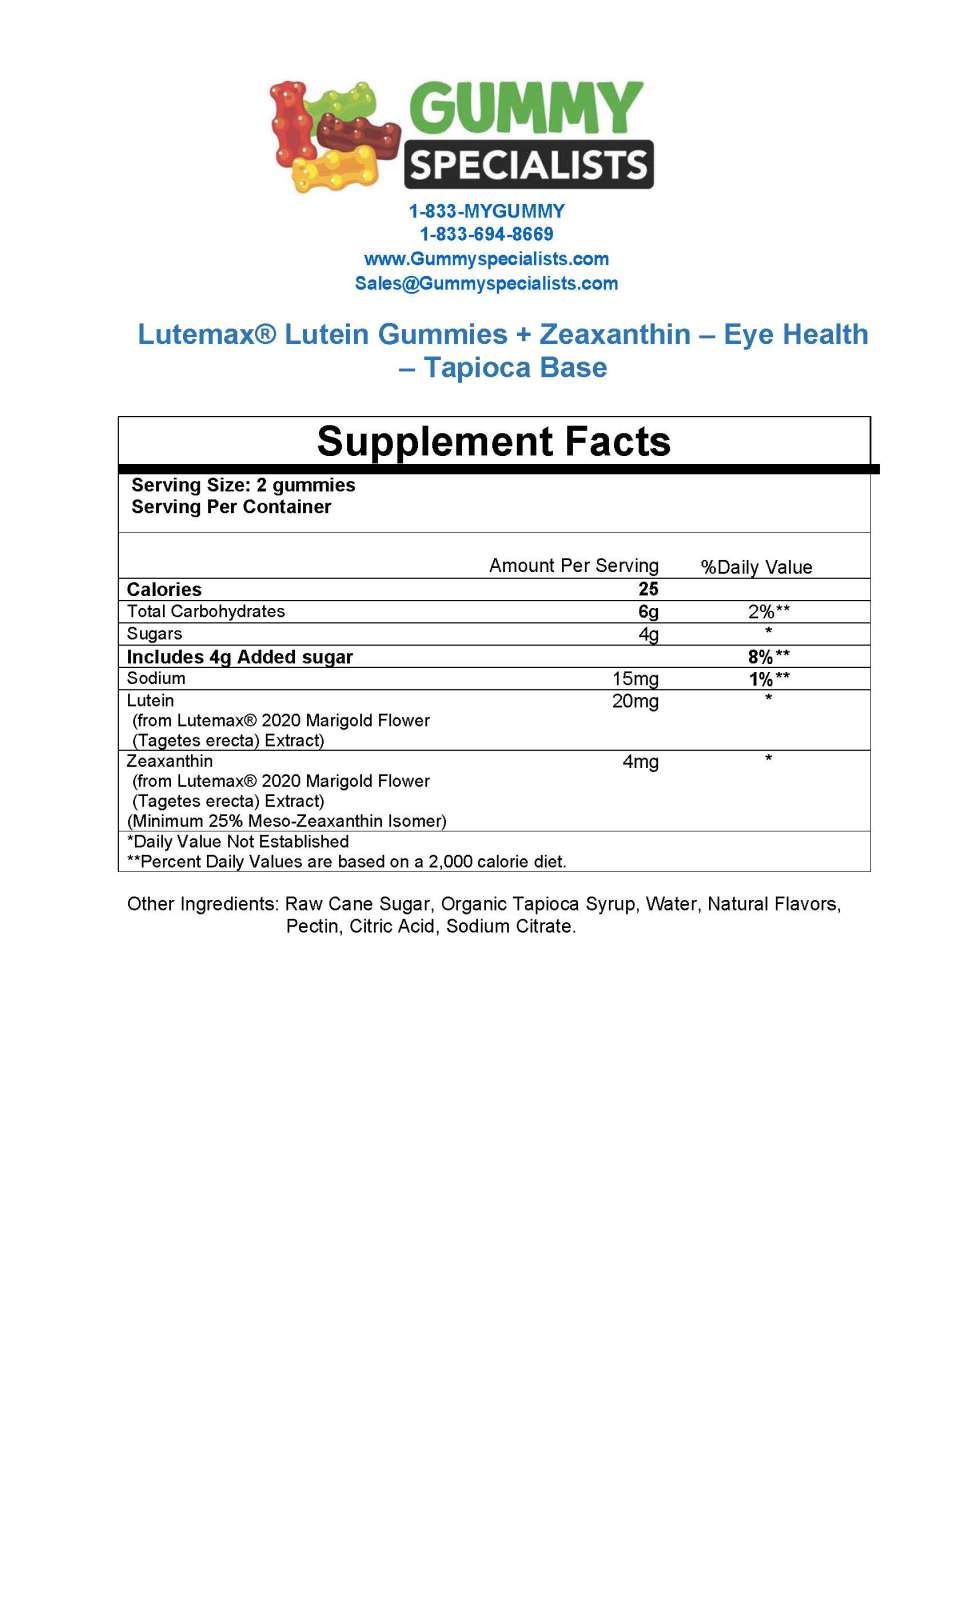 GUMMY
SPECIALISTS
1-833-MYGUMMY
1-833-694-8669
www.Gummyspecialists.com
Sales@Gummyspecialists.com
Lutemax® Lutein Gummies + Zeaxanthin – Eye Health
– Tapioca Base
Supplement Facts
Serving Size: 2 gummies
Serving Per Container
Amount Per Serving %Daily Value
Calories 25
Total Carbohydrates 6g 2%**
Sugars 4g *
Includes 4g Added sugar 8%**
Sodium 15mg 1%**
Lutein 20mg *
(from Lutemax® 2020 Marigold Flower
(Tagetes erecta) Extract)
Zeaxanthin 4mg *
(from Lutemax® 2020 Marigold Flower
(Tagetes erecta) Extract)
(Minimum 25% Meso-Zeaxanthin Isomer)
*Daily Value Not Established
**Percent Daily Values are based on a 2,000 calorie diet.
Other Ingredients: Raw Cane Sugar, Organic Tapioca Syrup, Water, Natural Flavors,
Pectin, Citric Acid, Sodium Citrate.